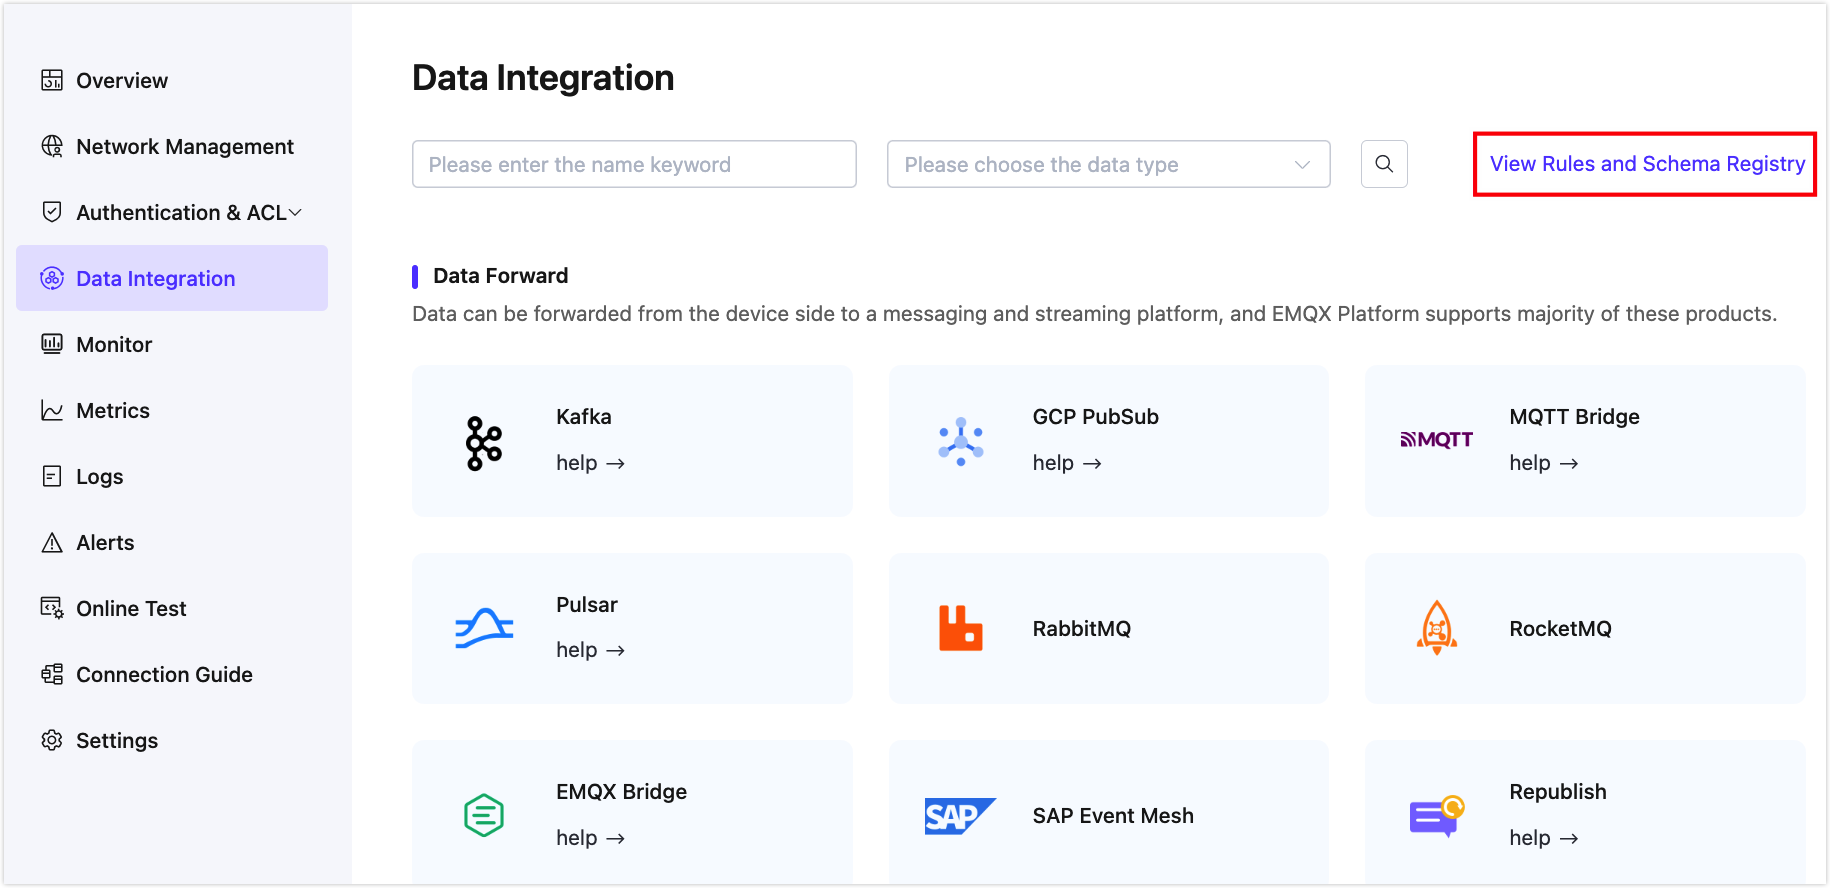 Overview
Network Management
Authentication & ACL
Data Integration
Monitor
Metrics
Logs
Alerts
Online Test
Connection Guide
Settings
Data Integration
Please enter the name keyword
Please choose the data type
View Rules and Schema Registry
Data Forward
Data can be forwarded from the device side to a messaging and streaming platform, and EMQX Platform supports majority of these products.
Kafka
help →
GCP PubSub
help →
MQTT
MQTT Bridge
help →
Pulsar
help →
RabbitMQ
RocketMQ
EMQX Bridge
help →
SAP
SAP Event Mesh
Republish
help →